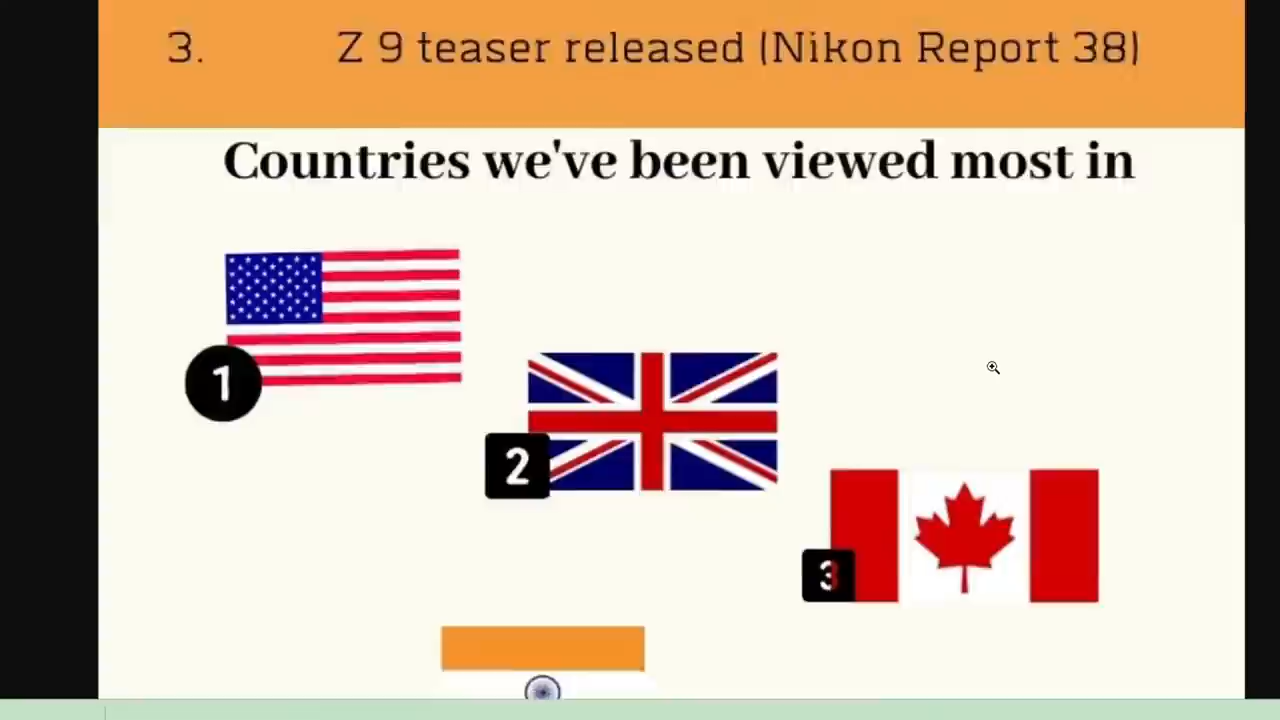 3. Z 9 teaser released (Nikon Report 38)
Countries we've been viewed most in
1
2
3